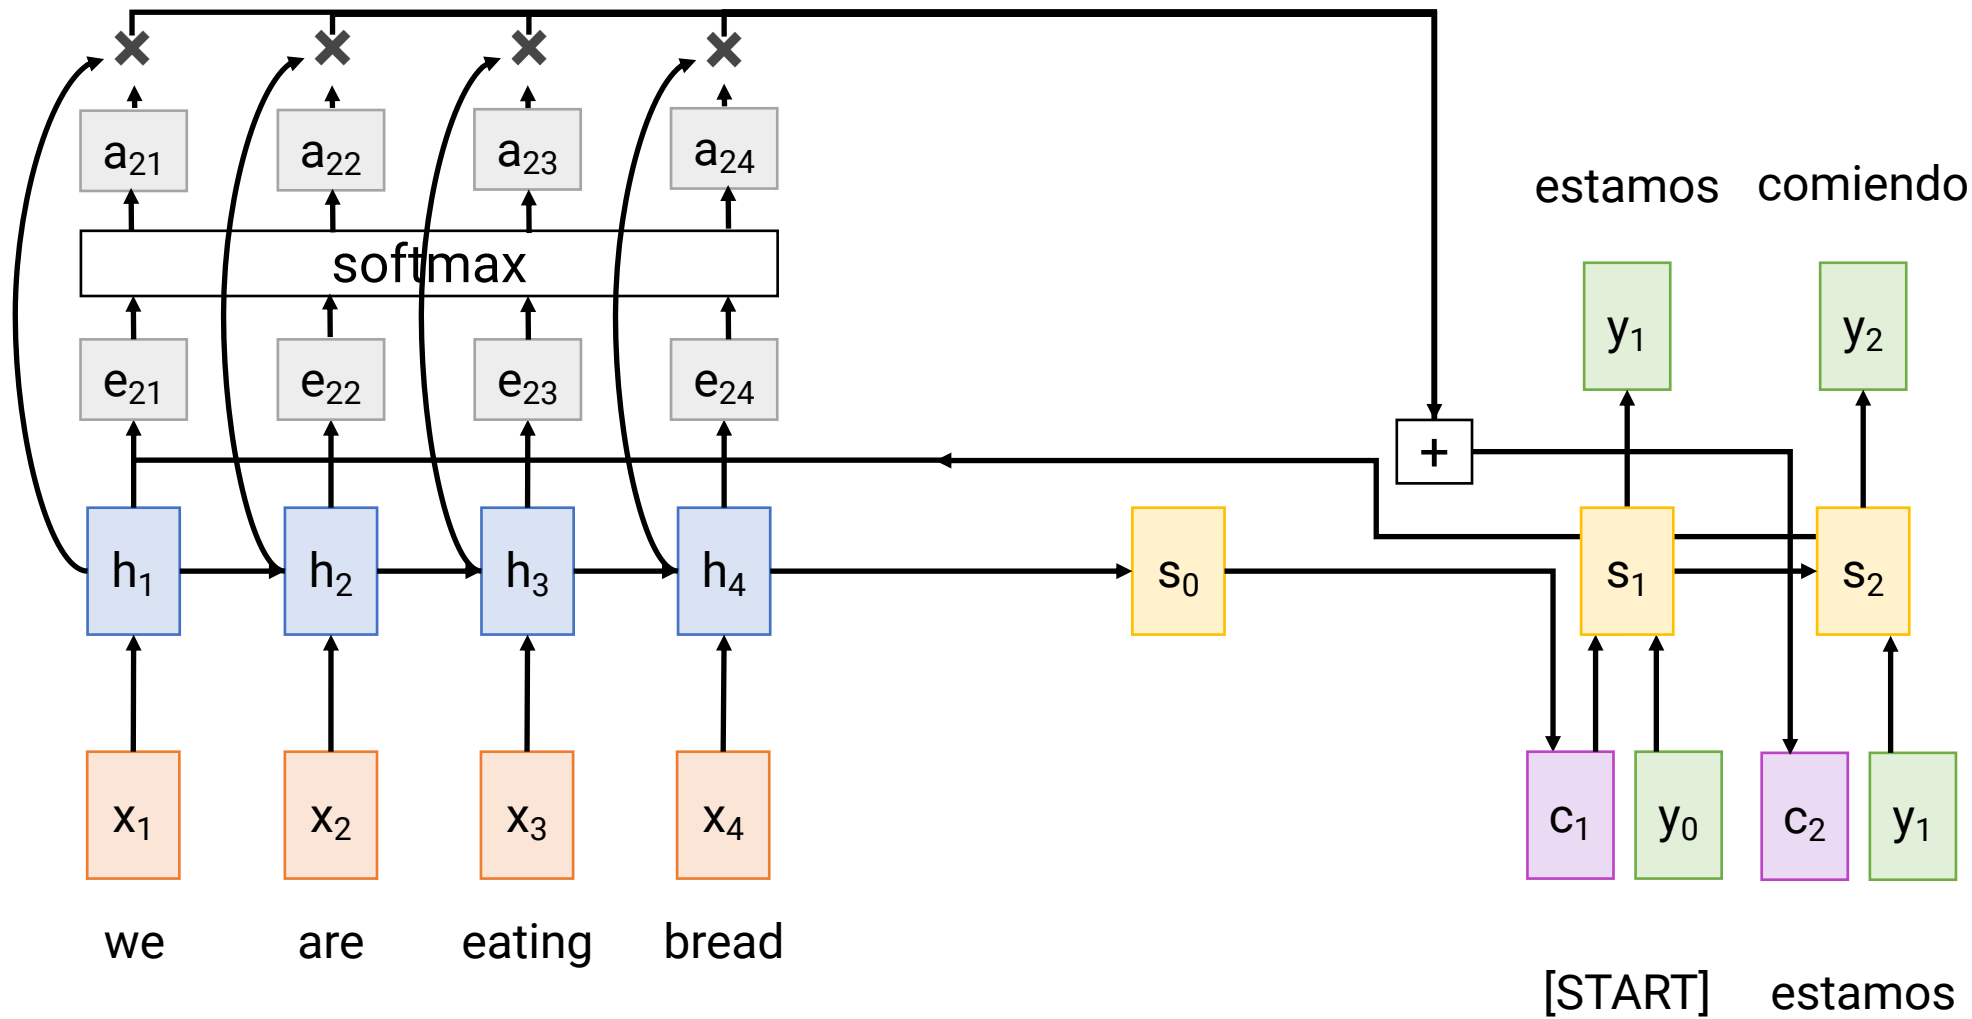 a₂₁ a₂₂ a₂₃ a₂₄
estamos comiendo
softmax
y₁ y₂
e₂₁ e₂₂ e₂₃ e₂₄
+
h₁ h₂ h₃ h₄ s₀ s₁ s₂
x₁ x₂ x₃ x₄ c₁ y₀ c₂ y₁
we are eating bread
[START] estamos